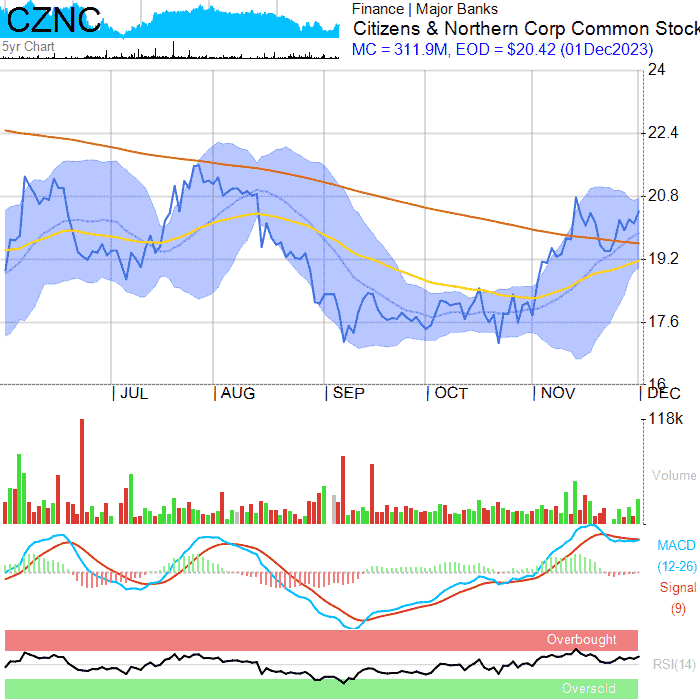 CZNC
Finance | Major Banks
Citizens & Northern Corp Common Stock
5yr Chart
MC = 311.9M, EOD = $20.42 (01Dec2023)
24
22.4
20.8
19.2
17.6
16
JUL AUG SEP OCT NOV DEC
118k
Volume
MACD
(12-26)
Signal
(9)
Overbought
RSI(14)
Oversold